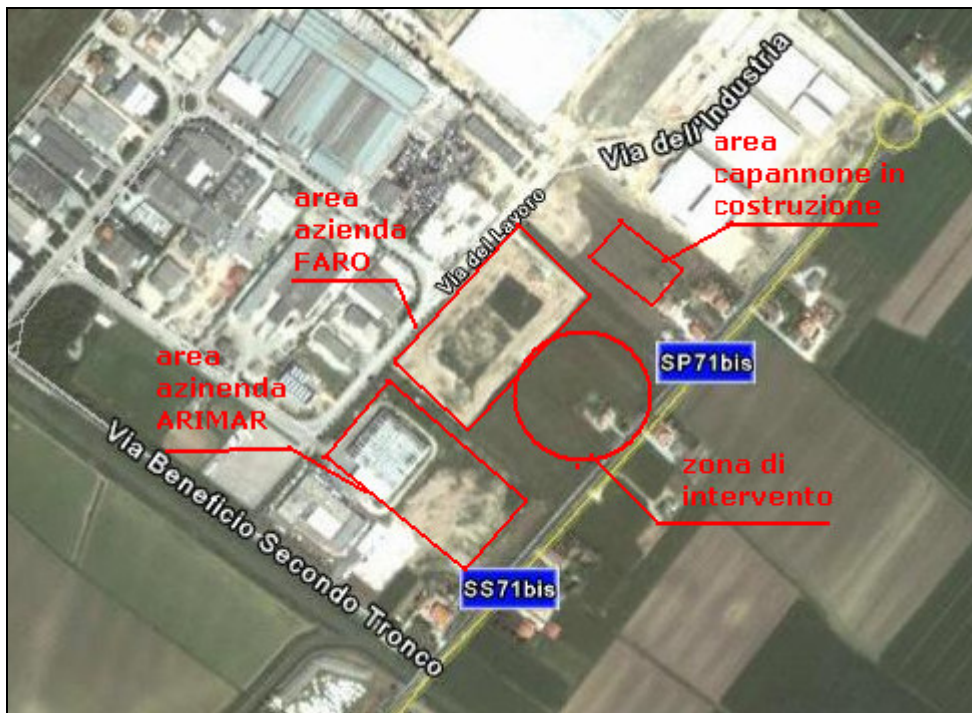 Via dell'Industria
area
capannone in
costruzione
area
azienda
FARO
Via del Lavoro
area
azinenda
ARIMAR
SP71bis
zona di
intervento
Via Beneficio Secondo Tronco
SS71bis